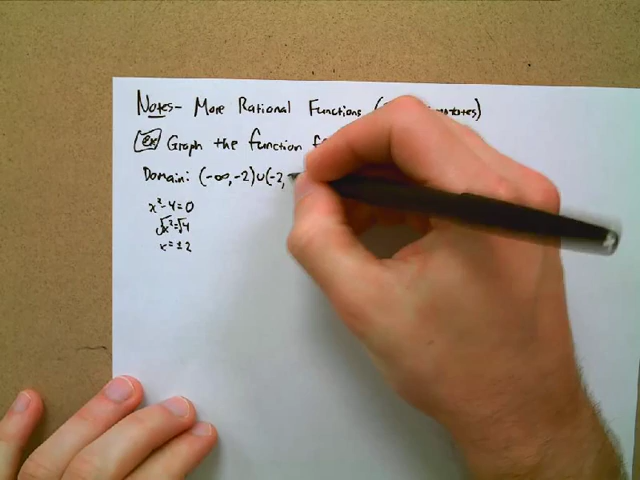 Notes- More Rational Functions (
(ex) Graph the function f
Domain: (-∞,-2)∪(-2,
x²-4=0
√x²=√4
x=±2